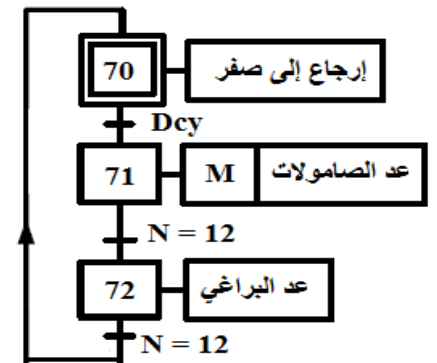 70 إرجاع إلى صفر
Dcy
71 M عد الصامولات
N = 12
72 عد البراغي
N = 12